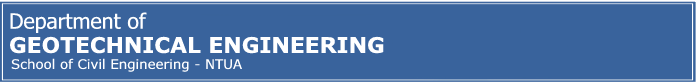 Department of
GEOTECHNICAL ENGINEERING
School of Civil Engineering - NTUA